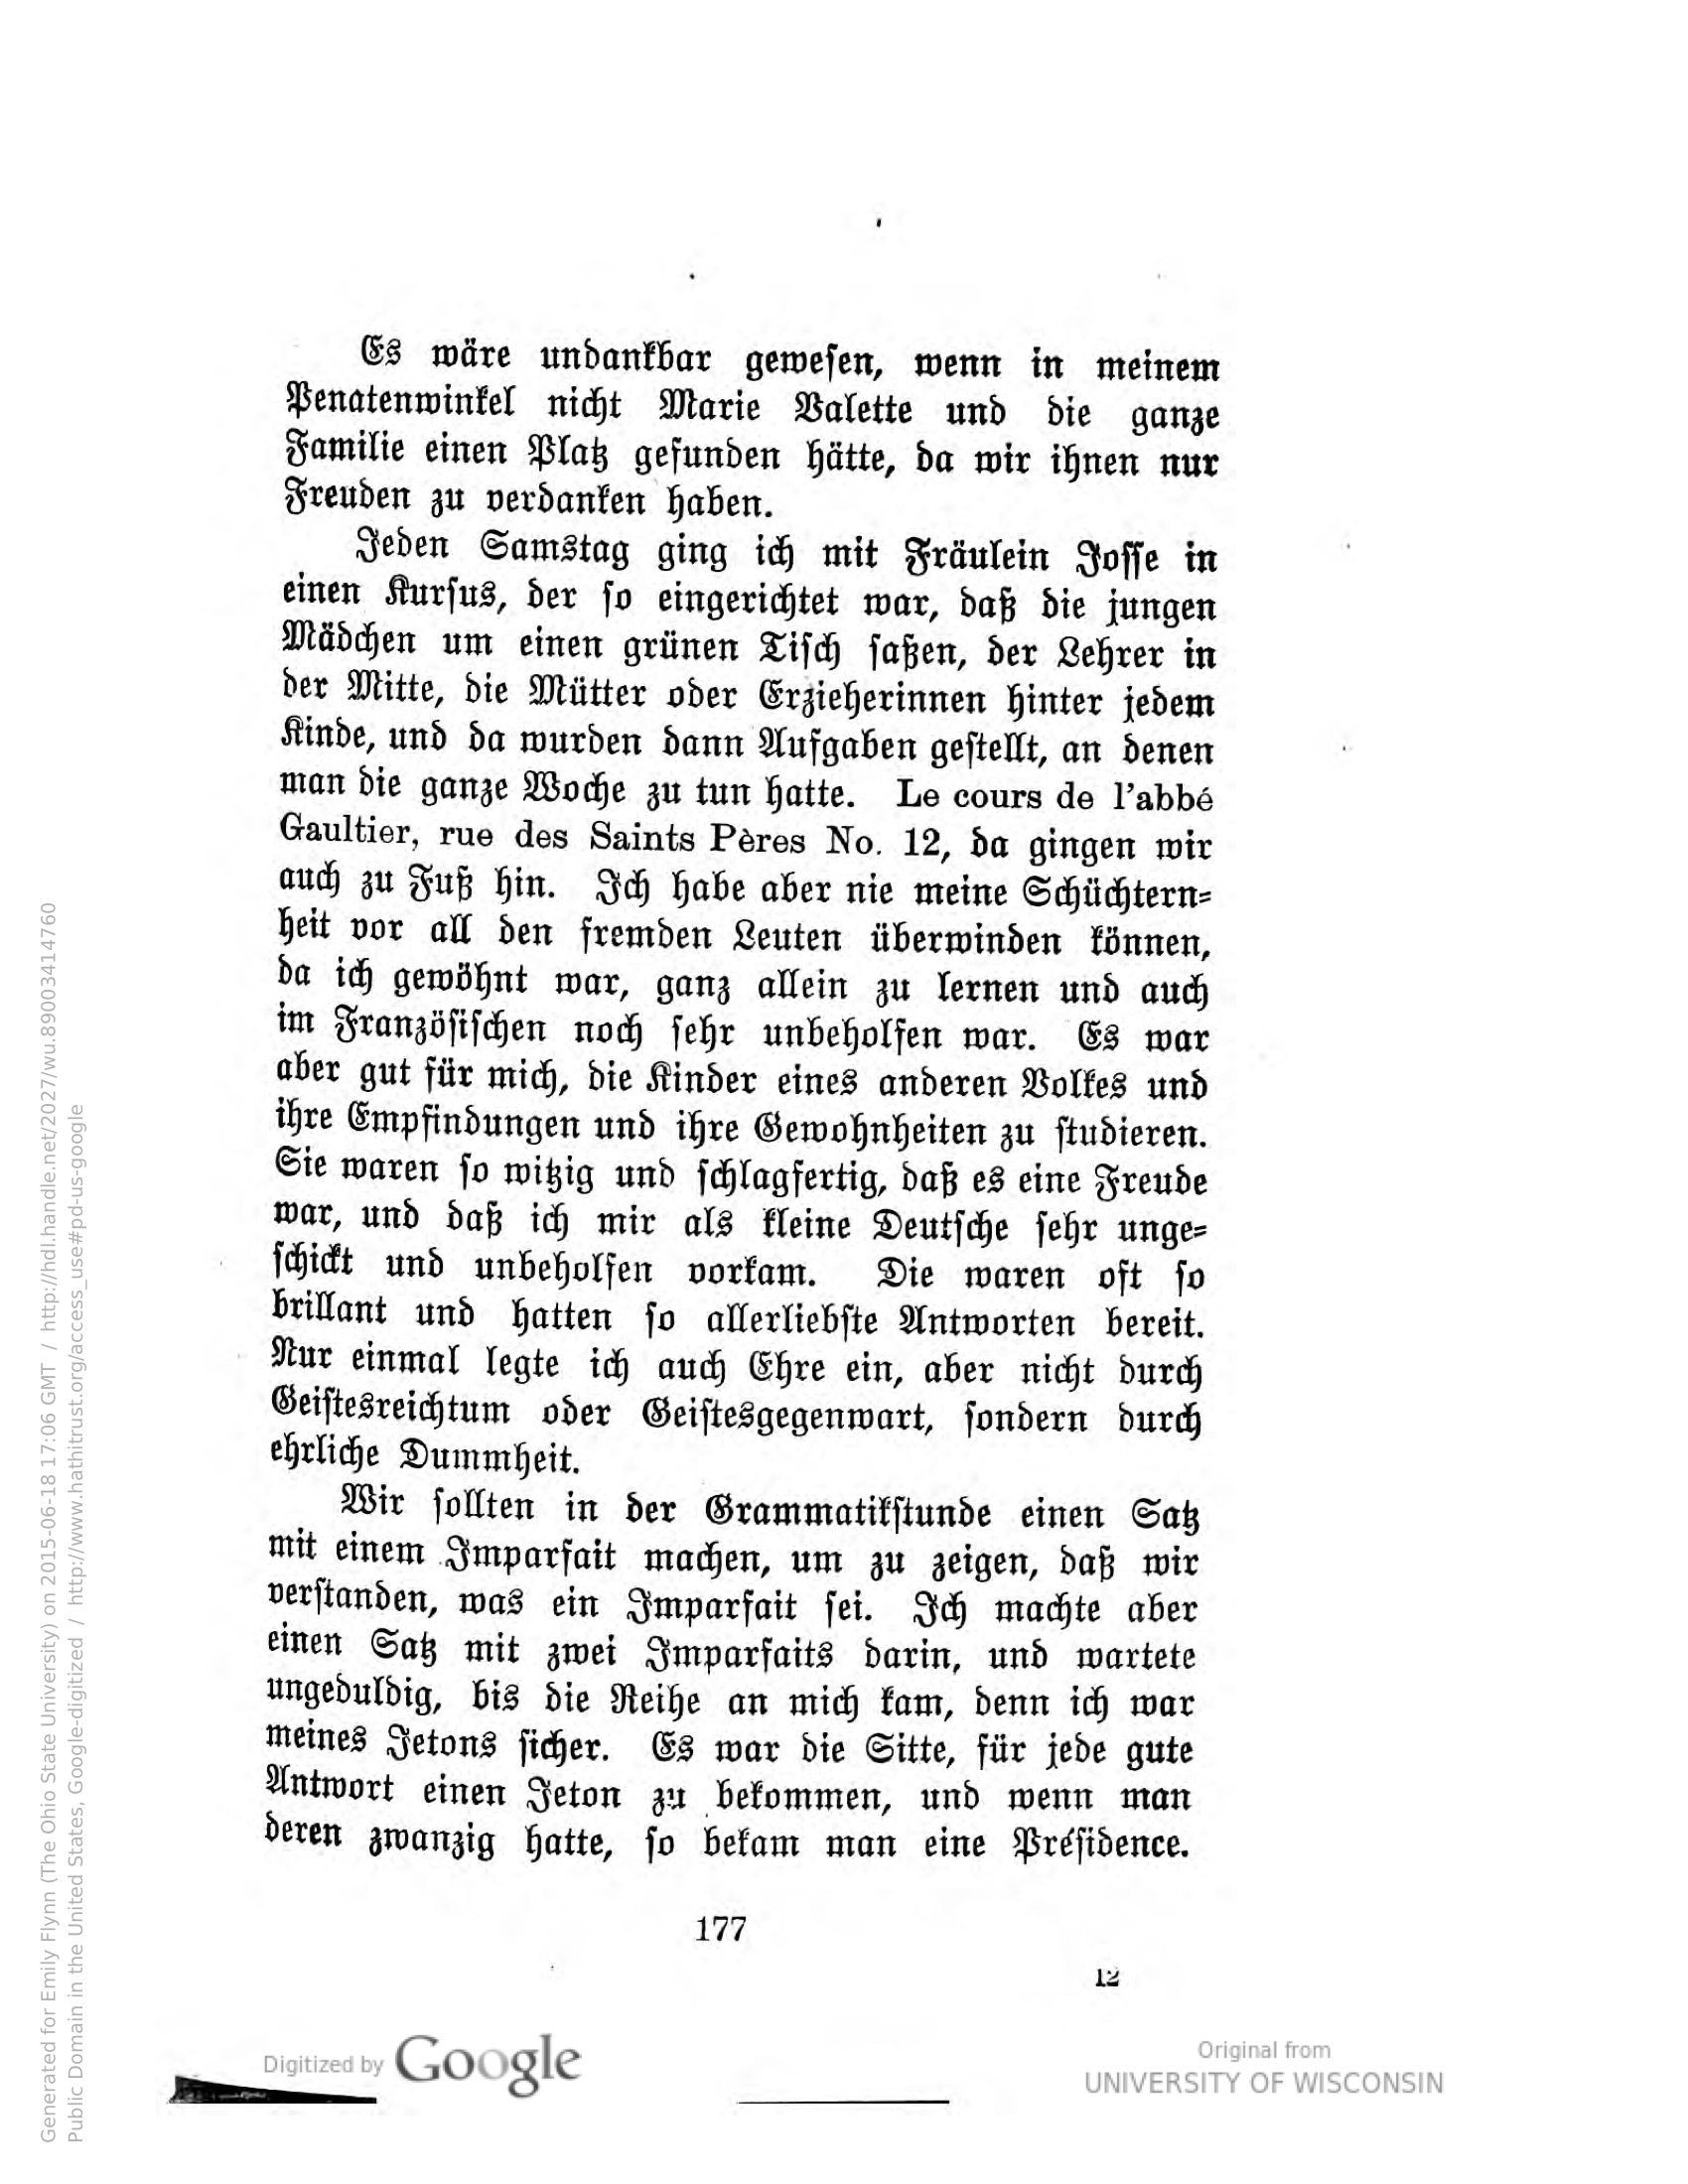 Es wäre undankbar gewesen, wenn in meinem
Penatenwinkel nicht Marie Valette und die ganze
Familie einen Platz gefunden hätte, da wir ihnen nur
Freuden zu verdanken haben.
Jeden Samstag ging ich mit Fräulein Josse in
einen Kursus, der so eingerichtet war, daß die jungen
Mädchen um einen grünen Tisch saßen, der Lehrer in
der Mitte, die Mütter oder Erzieherinnen hinter jedem
Kinde, und da wurden dann Aufgaben gestellt, an denen
man die ganze Woche zu tun hatte. Le cours de l'abbé
Gaultier, rue des Saints Pères No. 12, da gingen wir
auch zu Fuß hin. Ich habe aber nie meine Schüchtern-
heit vor all den fremden Leuten überwinden können,
da ich gewöhnt war, ganz allein zu lernen und auch
im Französischen noch sehr unbeholfen war. Es war
aber gut für mich, die Kinder eines anderen Volkes und
ihre Empfindungen und ihre Gewohnheiten zu studieren.
Sie waren so witzig und schlagfertig, daß es eine Freude
war, und daß ich mir als kleine Deutsche sehr unge-
schickt und unbeholfen vorkam. Die waren oft so
brillant und hatten so allerliebste Antworten bereit.
Nur einmal legte ich auch Ehre ein, aber nicht durch
Geistesreichtum oder Geistesgegenwart, sondern durch
ehrliche Dummheit.
Wir sollten in der Grammatikstunde einen Satz
mit einem Imparfait machen, um zu zeigen, daß wir
verstanden, was ein Imparfait sei. Ich machte aber
einen Satz mit zwei Imparfaits darin, und wartete
ungeduldig, bis die Reihe an mich kam, denn ich war
meines Jetons sicher. Es war die Sitte, für jede gute
Antwort einen Jeton zu bekommen, und wenn man
deren zwanzig hatte, so bekam man eine Présidence.
177
12
Digitized by Google
Original from
UNIVERSITY OF WISCONSIN
Generated for Emily Flynn (The Ohio State University) on 2015-06-18 17:06 GMT / http://hdl.handle.net/2027/wu.89003414760
Public Domain in the United States, Google-digitized / http://www.hathitrust.org/access_use#pd-us-google